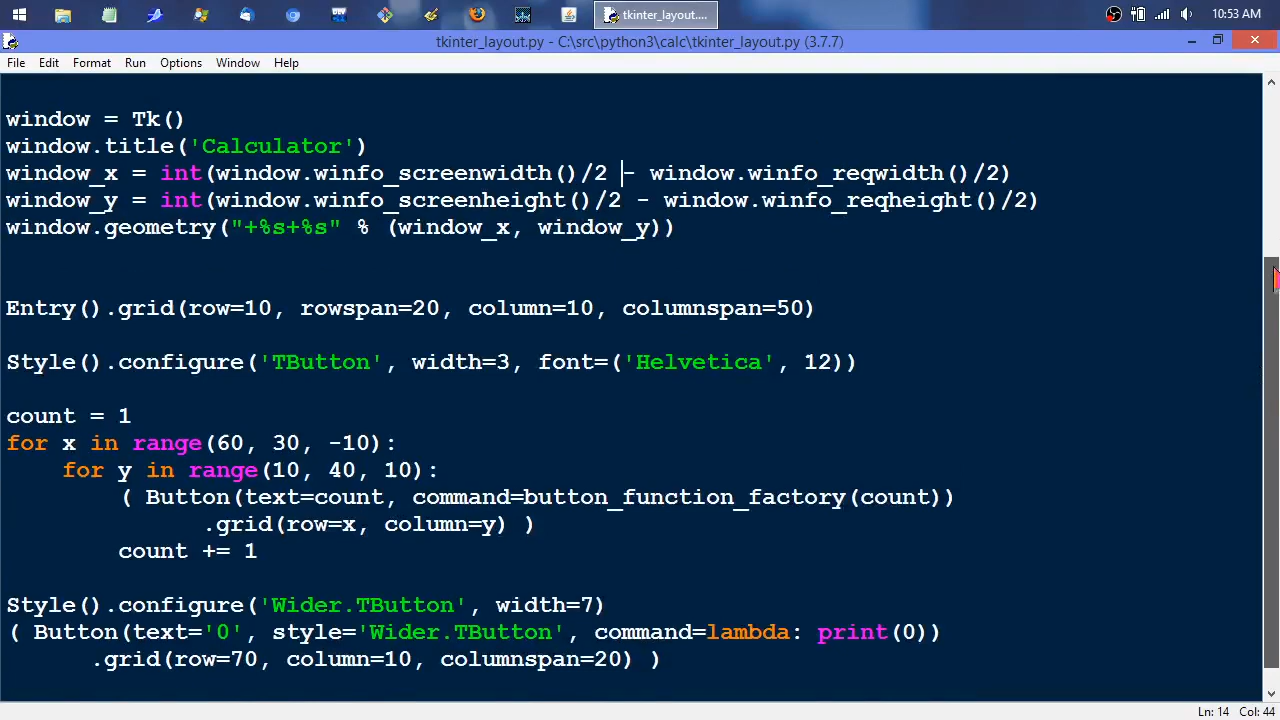 tkinter_layout....
10:53 AM
tkinter_layout.py - C:\src\python3\calc\tkinter_layout.py (3.7.7)
File Edit Format Run Options Window Help
window = Tk()
window.title('Calculator')
window_x = int(window.winfo_screenwidth()/2 - window.winfo_reqwidth()/2)
window_y = int(window.winfo_screenheight()/2 - window.winfo_reqheight()/2)
window.geometry("+%s+%s" % (window_x, window_y))
Entry().grid(row=10, rowspan=20, column=10, columnspan=50)
Style().configure('TButton', width=3, font=('Helvetica', 12))
count = 1
for x in range(60, 30, -10):
for y in range(10, 40, 10):
( Button(text=count, command=button_function_factory(count))
.grid(row=x, column=y) )
count += 1
Style().configure('Wider.TButton', width=7)
( Button(text='0', style='Wider.TButton', command=lambda: print(0))
.grid(row=70, column=10, columnspan=20) )
Ln: 14 Col: 44